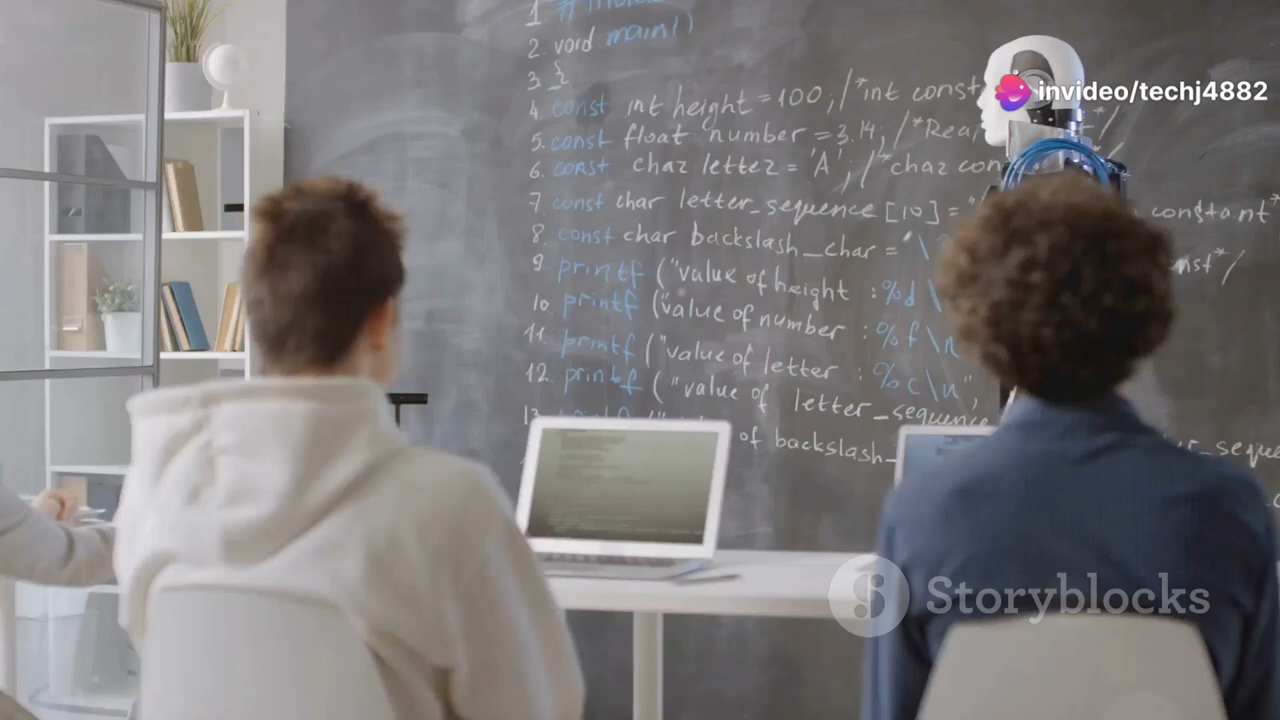 1 #
2. void main()
3. {
4 const int height = 100; /*int const
5. const float number = 3.14; /*Rea
6. const char letter = 'A'; /*char con
*/
7. const char letter_sequence[10] = "
constant*
8. const char backslash_char = '\
nst*/
9. printf ("value of height : %d \
10. printf ("value of number : %f \n
11. printf ("value of letter : %c\n",
12. printf ("value of letter_sequence
13.
of backslash_
r_seque
invideo/techj4882
Storyblocks